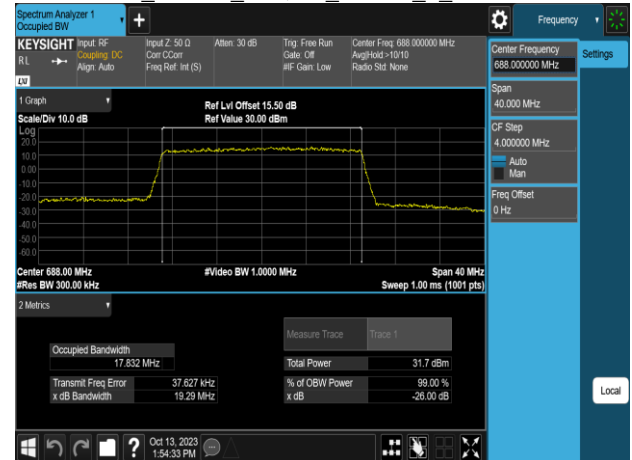 Spectrum Analyzer 1
Occupied BW
Frequency
KEYSIGHT
RL
LXI
Input: RF
Coupling: DC
Align: Auto
Input Z: 50 Ω
Corr CCorr
Freq Ref: Int (S)
Atten: 30 dB
Trig: Free Run
Gate: Off
#IF Gain: Low
Center Freq: 688.000000 MHz
Avg|Hold:>10/10
Radio Std: None
Center Frequency
688.000000 MHz
Settings
Span
40.000 MHz
CF Step
4.000000 MHz
Auto
Man
Freq Offset
0 Hz
Local
1 Graph
Scale/Div 10.0 dB
Ref Lvl Offset 15.50 dB
Ref Value 30.00 dBm
Log
20.0
10.0
0.00
-10.0
-20.0
-30.0
-40.0
-50.0
-60.0
Center 688.00 MHz
#Video BW 1.0000 MHz
Span 40 MHz
#Res BW 300.00 kHz
Sweep 1.00 ms (1001 pts)
2 Metrics
Measure Trace
Trace 1
Occupied Bandwidth
17.832 MHz
Total Power
31.7 dBm
Transmit Freq Error
37.627 kHz
% of OBW Power
99.00 %
x dB Bandwidth
19.29 MHz
x dB
-26.00 dB
?
Oct 13, 2023
1:54:33 PM